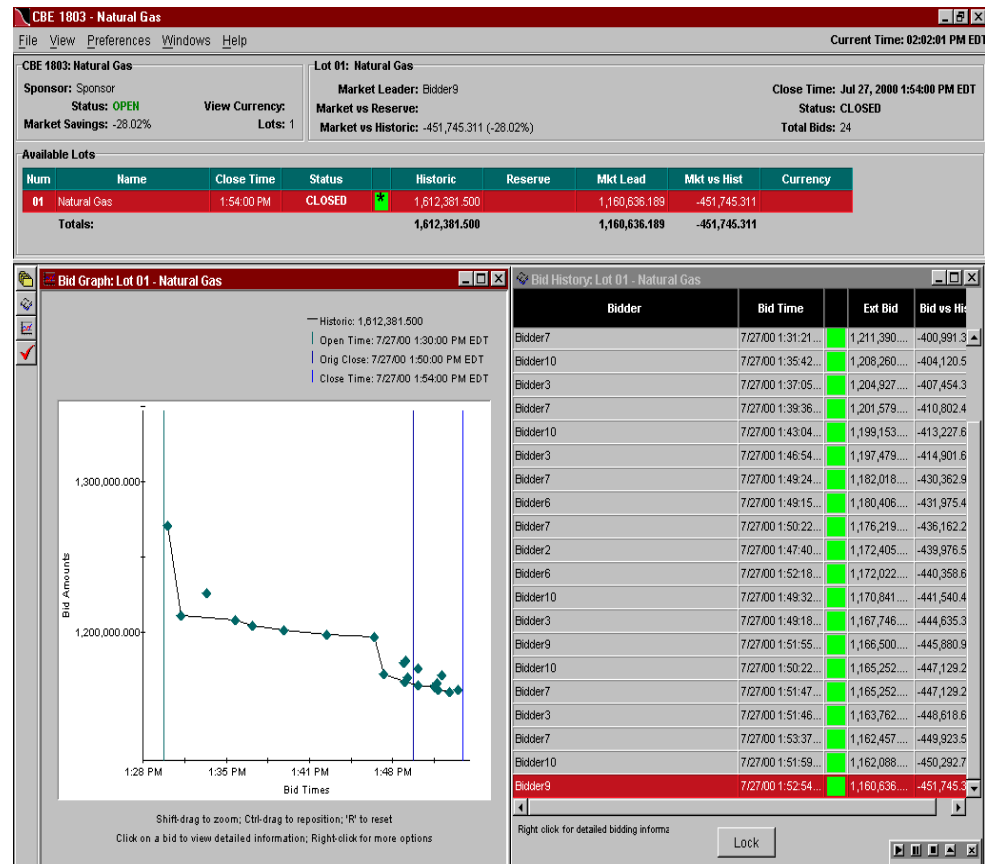 CBE 1803 - Natural Gas
File View Preferences Windows Help Current Time: 02:02:01 PM EDT
CBE 1803: Natural Gas
Sponsor: Sponsor
Status: OPEN View Currency:
Market Savings: -28.02% Lots: 1
Lot 01: Natural Gas
Market Leader: Bidder9 Close Time: Jul 27, 2000 1:54:00 PM EDT
Market vs Reserve: Status: CLOSED
Market vs Historic: -451,745.311 (-28.02%) Total Bids: 24
Available Lots
Num Name Close Time Status Historic Reserve Mkt Lead Mkt vs Hist Currency
01 Natural Gas 1:54:00 PM CLOSED * 1,612,381.500 1,160,636.189 -451,745.311
Totals: 1,612,381.500 1,160,636.189 -451,745.311
Bid Graph: Lot 01 - Natural Gas
Historic: 1,612,381.500
Open Time: 7/27/00 1:30:00 PM EDT
Orig Close: 7/27/00 1:50:00 PM EDT
Close Time: 7/27/00 1:54:00 PM EDT
Bid Amounts
1,300,000.000
1,200,000.000
1:28 PM 1:35 PM 1:41 PM 1:48 PM
Bid Times
Shift-drag to zoom; Ctrl-drag to reposition; 'R' to reset
Click on a bid to view detailed information; Right-click for more options
Bid History: Lot 01 - Natural Gas
Bidder Bid Time Ext Bid Bid vs His
Bidder7 7/27/00 1:31:21... 1,211,390.... -400,991.3
Bidder10 7/27/00 1:35:42... 1,208,260.... -404,120.5
Bidder3 7/27/00 1:37:05... 1,204,927.... -407,454.3
Bidder7 7/27/00 1:39:36... 1,201,579.... -410,802.4
Bidder10 7/27/00 1:43:04... 1,199,153.... -413,227.6
Bidder3 7/27/00 1:46:54... 1,197,479.... -414,901.6
Bidder7 7/27/00 1:49:24... 1,182,018.... -430,362.9
Bidder6 7/27/00 1:49:15... 1,180,406.... -431,975.4
Bidder7 7/27/00 1:50:22... 1,176,219.... -436,162.2
Bidder2 7/27/00 1:47:40... 1,172,405.... -439,976.5
Bidder6 7/27/00 1:52:18... 1,172,022.... -440,358.6
Bidder10 7/27/00 1:49:32... 1,170,841.... -441,540.4
Bidder3 7/27/00 1:49:18... 1,167,746.... -444,635.3
Bidder9 7/27/00 1:51:55... 1,166,500.... -445,880.9
Bidder10 7/27/00 1:50:22... 1,165,252.... -447,129.2
Bidder7 7/27/00 1:51:47... 1,165,252.... -447,129.2
Bidder3 7/27/00 1:51:46... 1,163,762.... -448,618.6
Bidder7 7/27/00 1:53:37... 1,162,457.... -449,923.5
Bidder10 7/27/00 1:51:59... 1,162,088.... -450,292.7
Bidder9 7/27/00 1:52:54... 1,160,636.... -451,745.3
Right click for detailed bidding informa
Lock